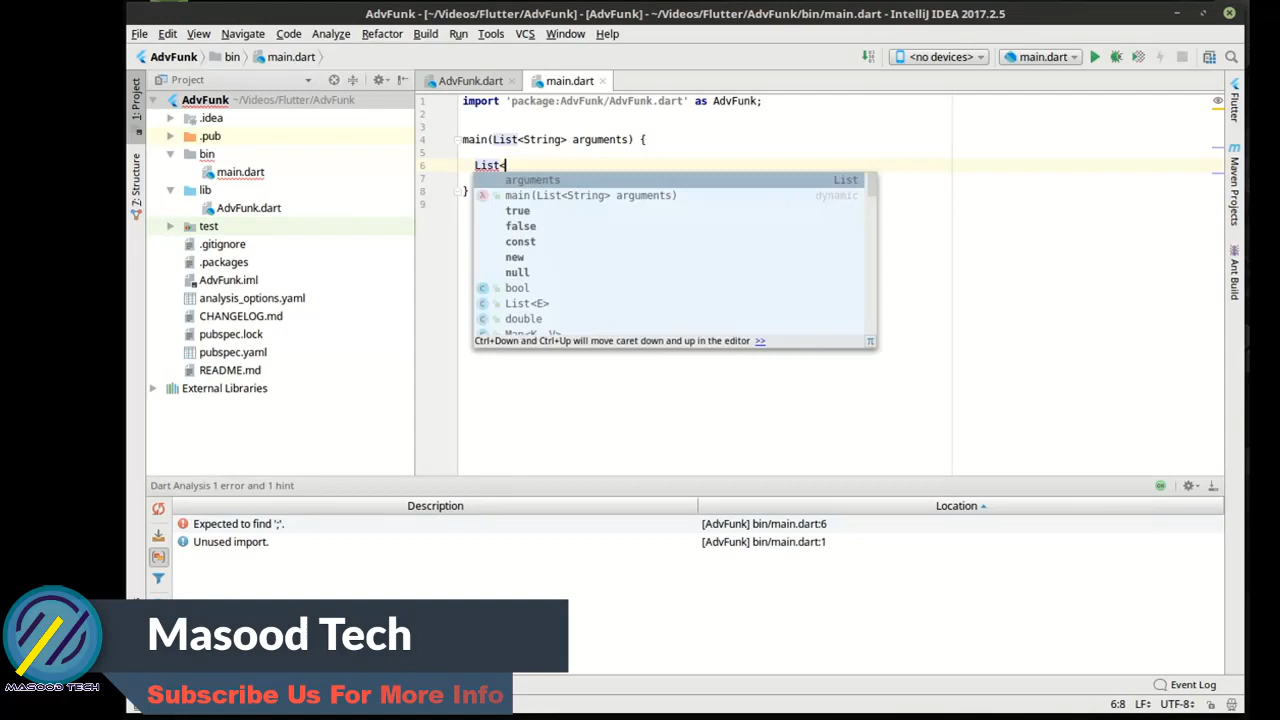 AdvFunk - [~/Videos/Flutter/AdvFunk] - [AdvFunk] - ~/Videos/Flutter/AdvFunk/bin/main.dart - IntelliJ IDEA 2017.2.5
File Edit View Navigate Code Analyze Refactor Build Run Tools VCS Window Help
AdvFunk bin main.dart <no devices> main.dart
Project AdvFunk.dart main.dart
AdvFunk ~/Videos/Flutter/AdvFunk
.idea
.pub
bin
main.dart
lib
AdvFunk.dart
test
.gitignore
.packages
AdvFunk.iml
analysis_options.yaml
CHANGELOG.md
pubspec.lock
pubspec.yaml
README.md
External Libraries
1: Project
7: Structure
1 import 'package:AdvFunk/AdvFunk.dart' as AdvFunk;
2
3
4 main(List<String> arguments) {
5
6 List<
7
8 }
9
arguments List
main(List<String> arguments) dynamic
true
false
const
new
null
bool
List<E>
double
Map<K, V>
Ctrl+Down and Ctrl+Up will move caret down and up in the editor >>
Flutter
Maven Projects
Ant Build
Dart Analysis 1 error and 1 hint
Description Location
Expected to find ';'. [AdvFunk] bin/main.dart:6
Unused import. [AdvFunk] bin/main.dart:1
Masood Tech
MASOOD TECH
Subscribe Us For More Info
Event Log
6:8 LF UTF-8